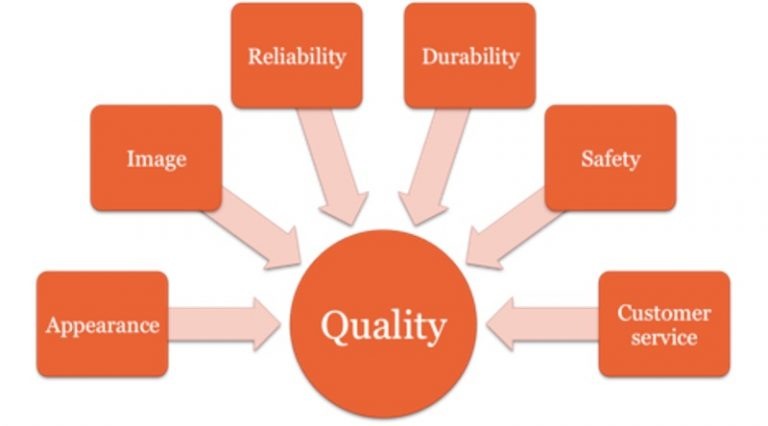 Reliability
Durability
Image
Safety
Appearance
Quality
Customer
service